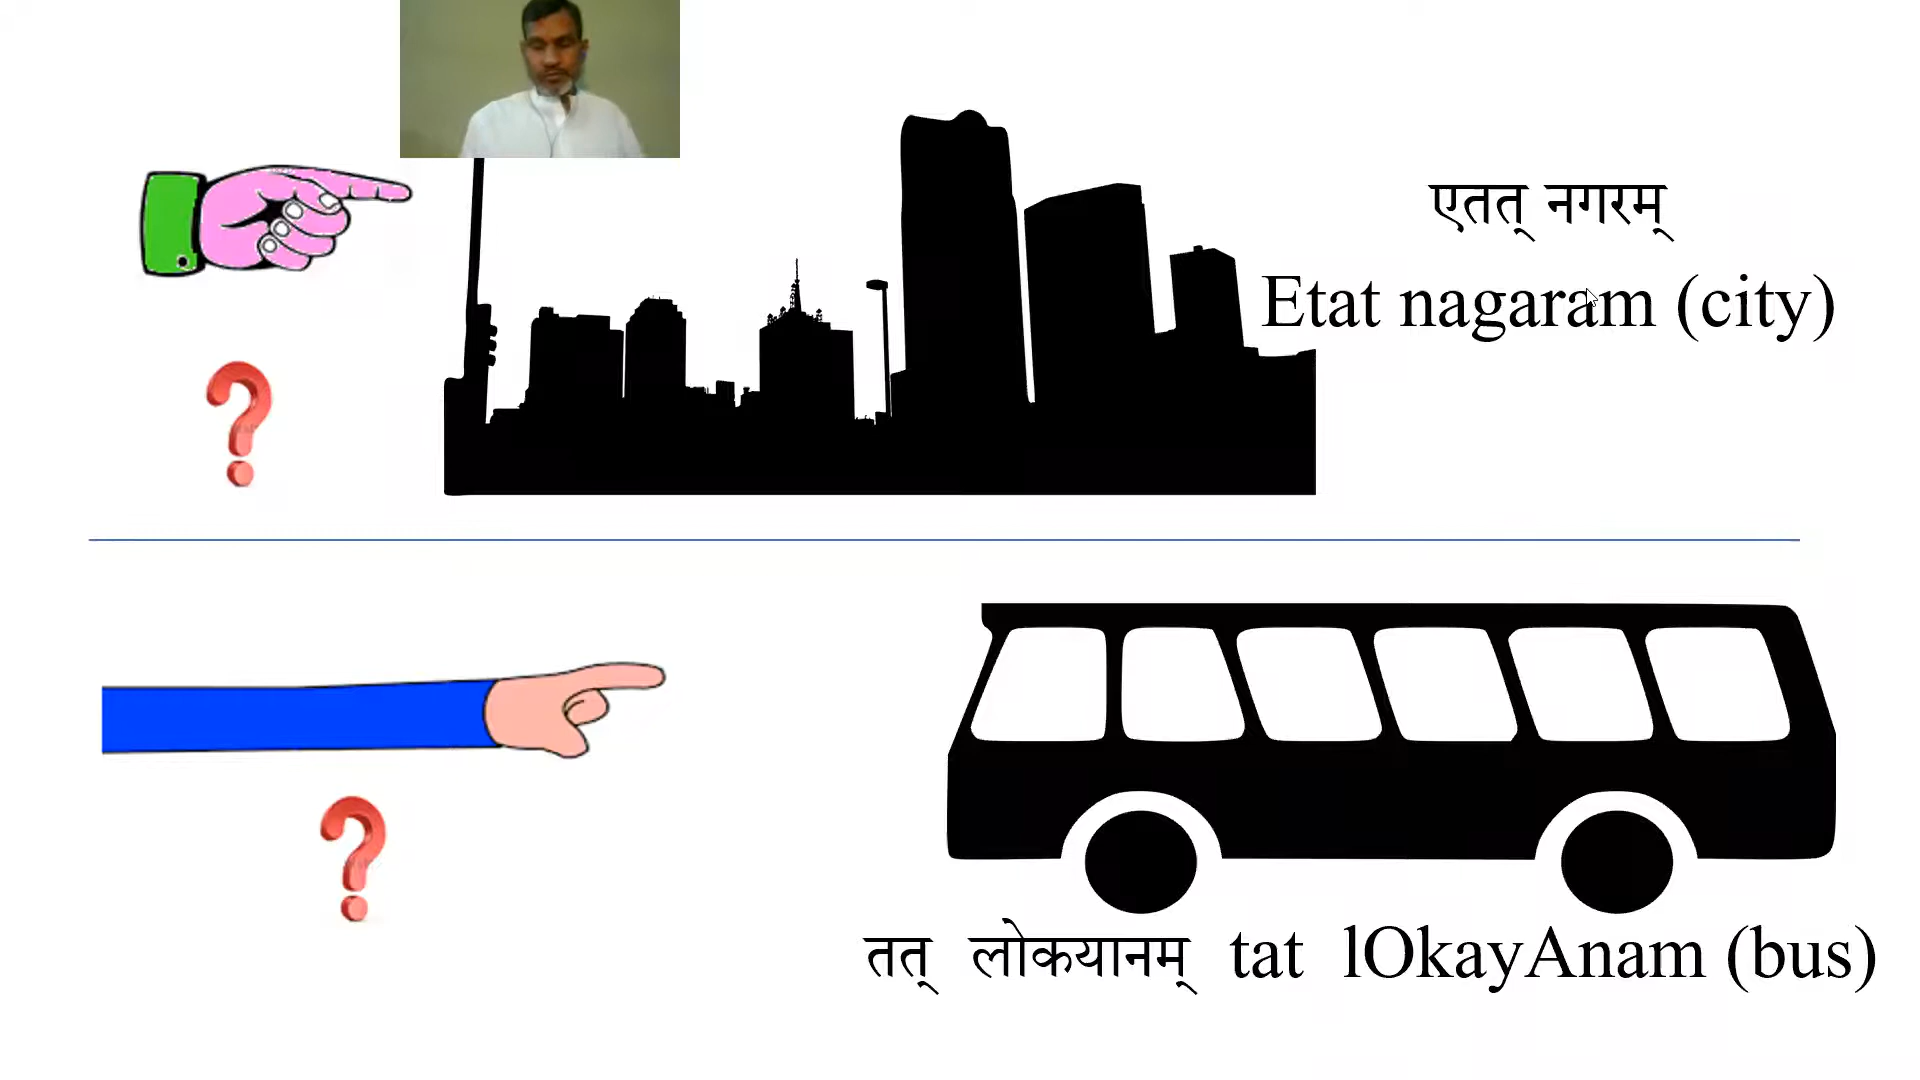 एतत् नगरम्
Etat nagaram (city)
तत् लोकयानम् tat lOkayAnam (bus)